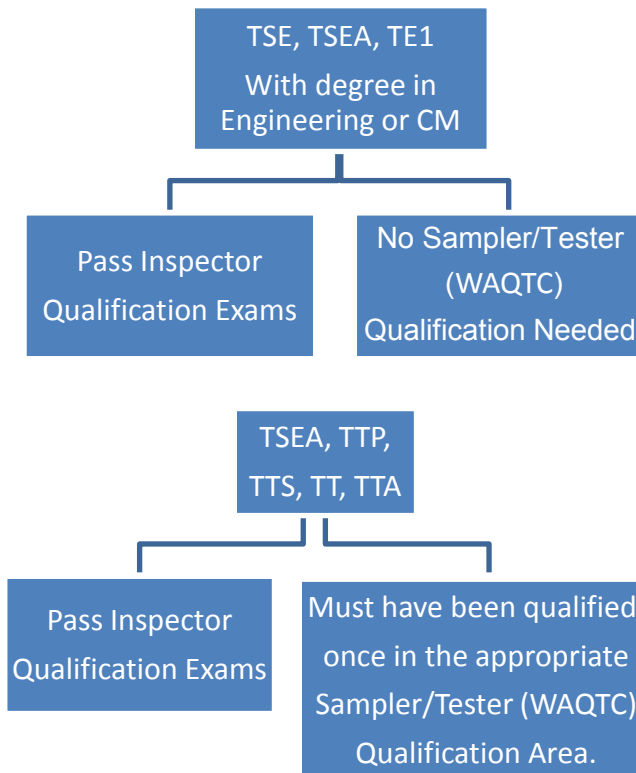 TSE, TSEA, TE1
With degree in
Engineering or CM
Pass Inspector
Qualification Exams
No Sampler/Tester
(WAQTC)
Qualification Needed
TSEA, TTP,
TTS, TT, TTA
Pass Inspector
Qualification Exams
Must have been qualified
once in the appropriate
Sampler/Tester (WAQTC)
Qualification Area.